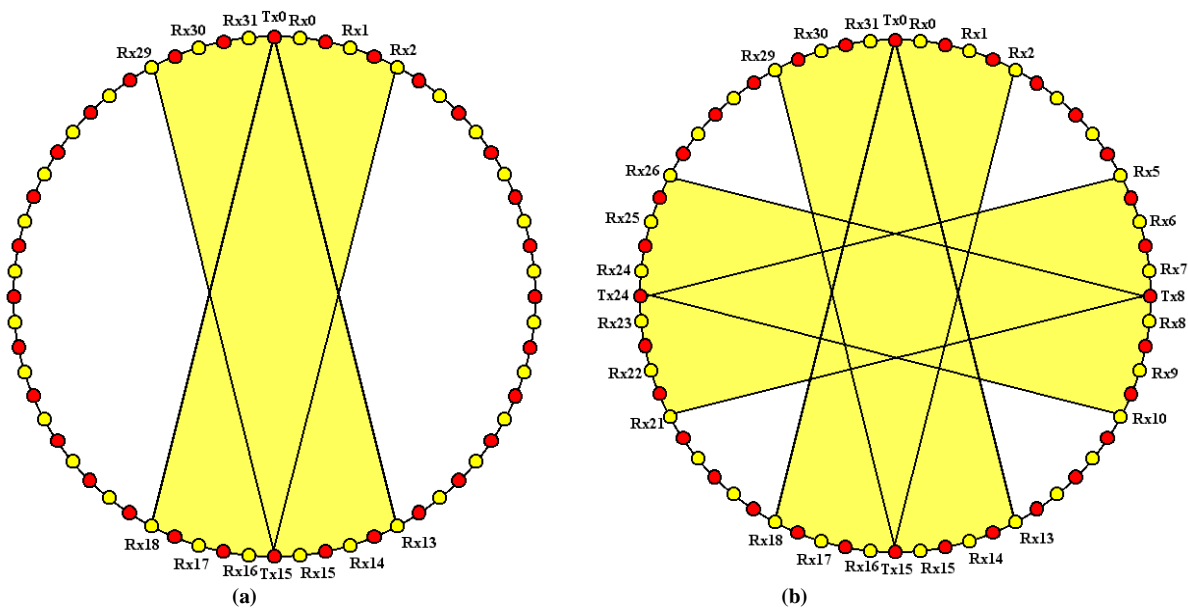 Rx29 Rx30 Rx31 Tx0 Rx0 Rx1 Rx2
Rx18 Rx17 Rx16 Tx15 Rx15 Rx14 Rx13
(a)
Rx29 Rx30 Rx31 Tx0 Rx0 Rx1 Rx2
Rx26 Rx5
Rx25 Rx6
Rx24 Rx7
Tx24 Tx8
Rx23 Rx8
Rx22 Rx9
Rx21 Rx10
Rx18 Rx17 Rx16 Tx15 Rx15 Rx14 Rx13
(b)